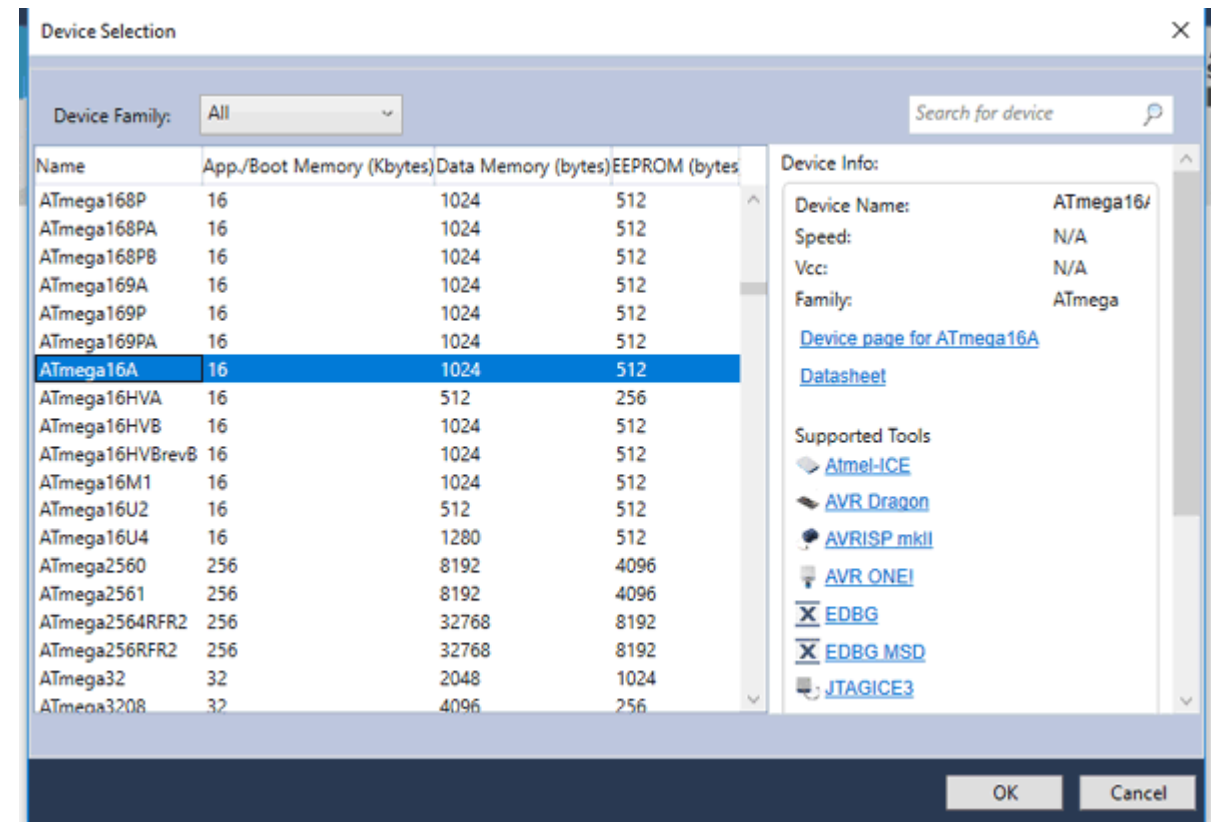 Device Selection
Device Family: All
Search for device
Name App./Boot Memory (Kbytes) Data Memory (bytes) EEPROM (bytes
ATmega168P 16 1024 512
ATmega168PA 16 1024 512
ATmega168PB 16 1024 512
ATmega169A 16 1024 512
ATmega169P 16 1024 512
ATmega169PA 16 1024 512
ATmega16A 16 1024 512
ATmega16HVA 16 512 256
ATmega16HVB 16 1024 512
ATmega16HVBrevB 16 1024 512
ATmega16M1 16 1024 512
ATmega16U2 16 512 512
ATmega16U4 16 1280 512
ATmega2560 256 8192 4096
ATmega2561 256 8192 4096
ATmega2564RFR2 256 32768 8192
ATmega256RFR2 256 32768 8192
ATmega32 32 2048 1024
ATmega3208 32 4096 256
Device Info:
Device Name: ATmega16A
Speed: N/A
Vcc: N/A
Family: ATmega
Device page for ATmega16A
Datasheet
Supported Tools
Atmel-ICE
AVR Dragon
AVRISP mkII
AVR ONE!
EDBG
EDBG MSD
JTAGICE3
OK Cancel